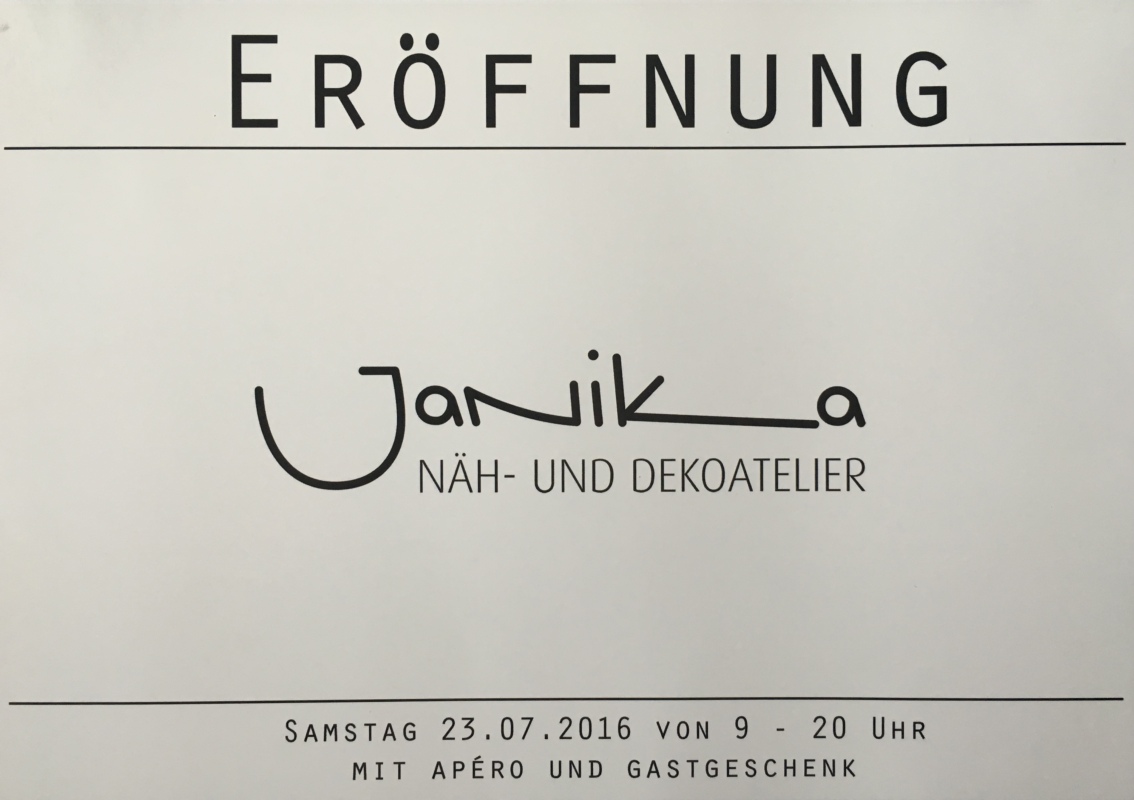 ERÖFFNUNG
Janika
NÄH- UND DEKOATELIER
SAMSTAG 23.07.2016 VON 9 - 20 UHR
MIT APÉRO UND GASTGESCHENK